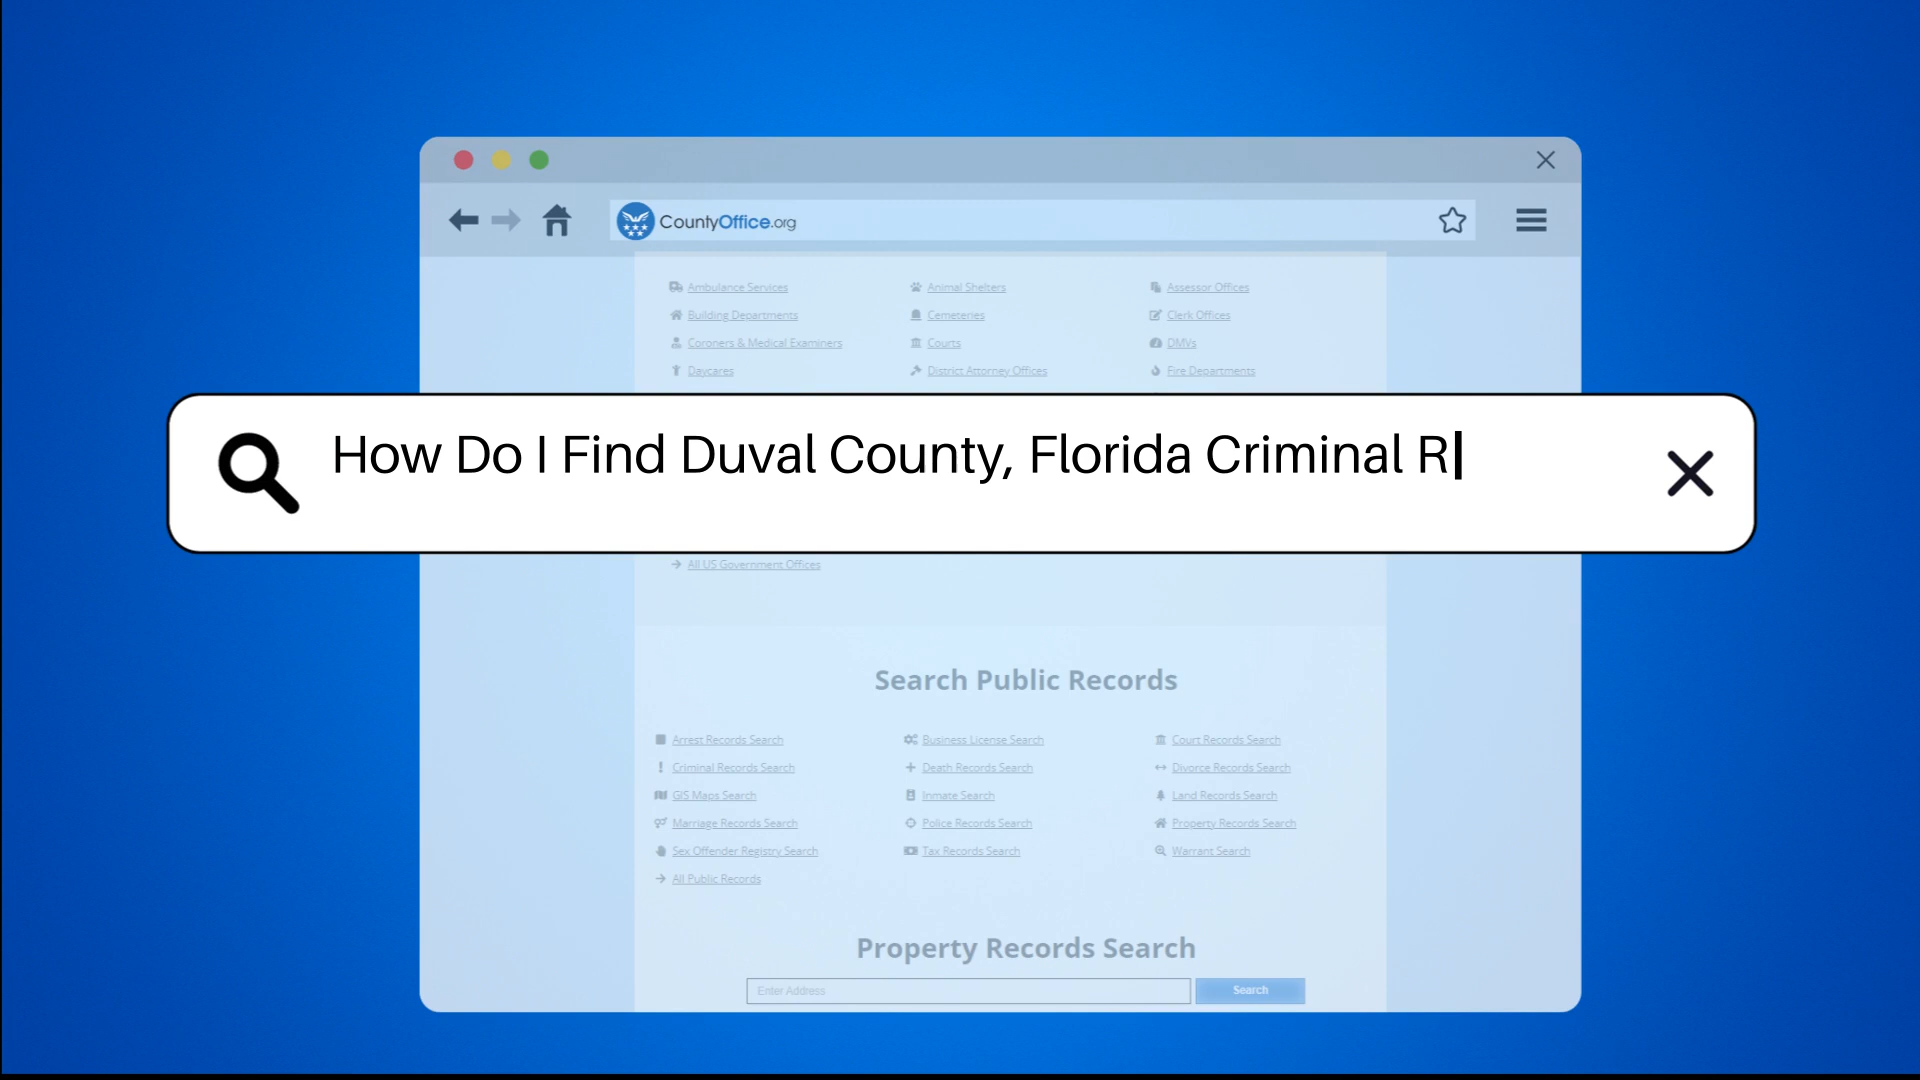 CountyOffice.org
Ambulance Services Animal Shelters Assessor Offices
Building Departments Cemeteries Clerk Offices
Coroners & Medical Examiners Courts DMVs
Daycares District Attorney Offices Fire Departments
How Do I Find Duval County, Florida Criminal R
All US Government Offices
Search Public Records
Arrest Records Search Business License Search Court Records Search
Criminal Records Search Death Records Search Divorce Records Search
GIS Maps Search Inmate Search Land Records Search
Marriage Records Search Police Records Search Property Records Search
Sex Offender Registry Search Tax Records Search Warrant Search
All Public Records
Property Records Search
Enter Address Search